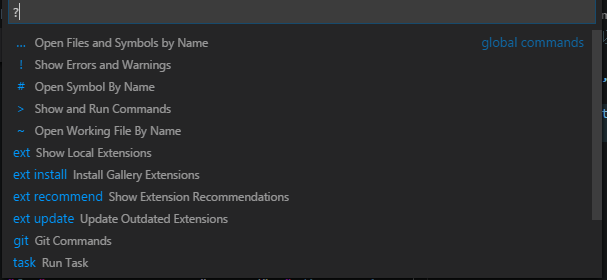 ?
... Open Files and Symbols by Name global commands
! Show Errors and Warnings
# Open Symbol By Name
> Show and Run Commands
~ Open Working File By Name
ext Show Local Extensions
ext install Install Gallery Extensions
ext recommend Show Extension Recommendations
ext update Update Outdated Extensions
git Git Commands
task Run Task